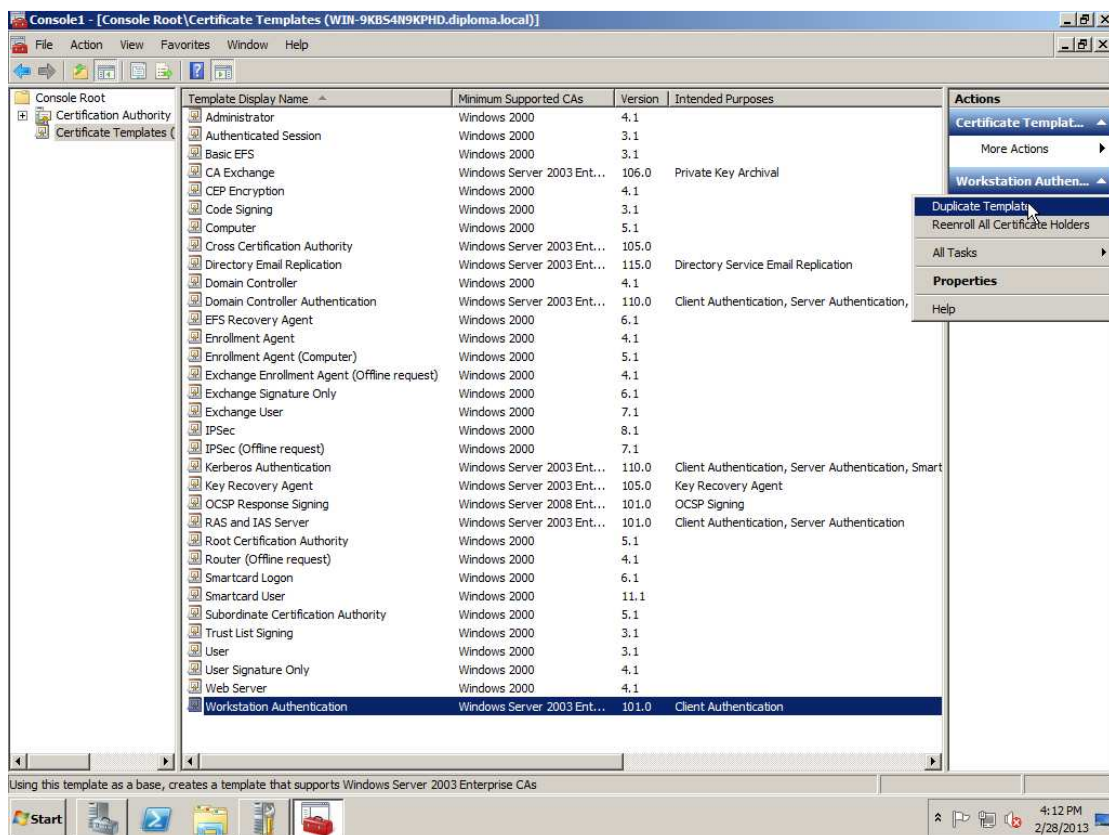 Console1 - [Console Root\Certificate Templates (WIN-9KBS4N9KPHD.diploma.local)]
File Action View Favorites Window Help
Console Root
Certification Authority
Certificate Templates (
Template Display Name Minimum Supported CAs Version Intended Purposes
Administrator Windows 2000 4.1
Authenticated Session Windows 2000 3.1
Basic EFS Windows 2000 3.1
CA Exchange Windows Server 2003 Ent... 106.0 Private Key Archival
CEP Encryption Windows 2000 4.1
Code Signing Windows 2000 3.1
Computer Windows 2000 5.1
Cross Certification Authority Windows Server 2003 Ent... 105.0
Directory Email Replication Windows Server 2003 Ent... 115.0 Directory Service Email Replication
Domain Controller Windows 2000 4.1
Domain Controller Authentication Windows Server 2003 Ent... 110.0 Client Authentication, Server Authentication,
EFS Recovery Agent Windows 2000 6.1
Enrollment Agent Windows 2000 4.1
Enrollment Agent (Computer) Windows 2000 5.1
Exchange Enrollment Agent (Offline request) Windows 2000 4.1
Exchange Signature Only Windows 2000 6.1
Exchange User Windows 2000 7.1
IPSec Windows 2000 8.1
IPSec (Offline request) Windows 2000 7.1
Kerberos Authentication Windows Server 2003 Ent... 110.0 Client Authentication, Server Authentication, Smart
Key Recovery Agent Windows Server 2003 Ent... 105.0 Key Recovery Agent
OCSP Response Signing Windows Server 2008 Ent... 101.0 OCSP Signing
RAS and IAS Server Windows Server 2003 Ent... 101.0 Client Authentication, Server Authentication
Root Certification Authority Windows 2000 5.1
Router (Offline request) Windows 2000 4.1
Smartcard Logon Windows 2000 6.1
Smartcard User Windows 2000 11.1
Subordinate Certification Authority Windows 2000 5.1
Trust List Signing Windows 2000 3.1
User Windows 2000 3.1
User Signature Only Windows 2000 4.1
Web Server Windows 2000 4.1
Workstation Authentication Windows Server 2003 Ent... 101.0 Client Authentication
Actions
Certificate Templat...
More Actions
Workstation Authen...
Duplicate Template
Reenroll All Certificate Holders
All Tasks
Properties
Help
Using this template as a base, creates a template that supports Windows Server 2003 Enterprise CAs
Start
4:12 PM
2/28/2013